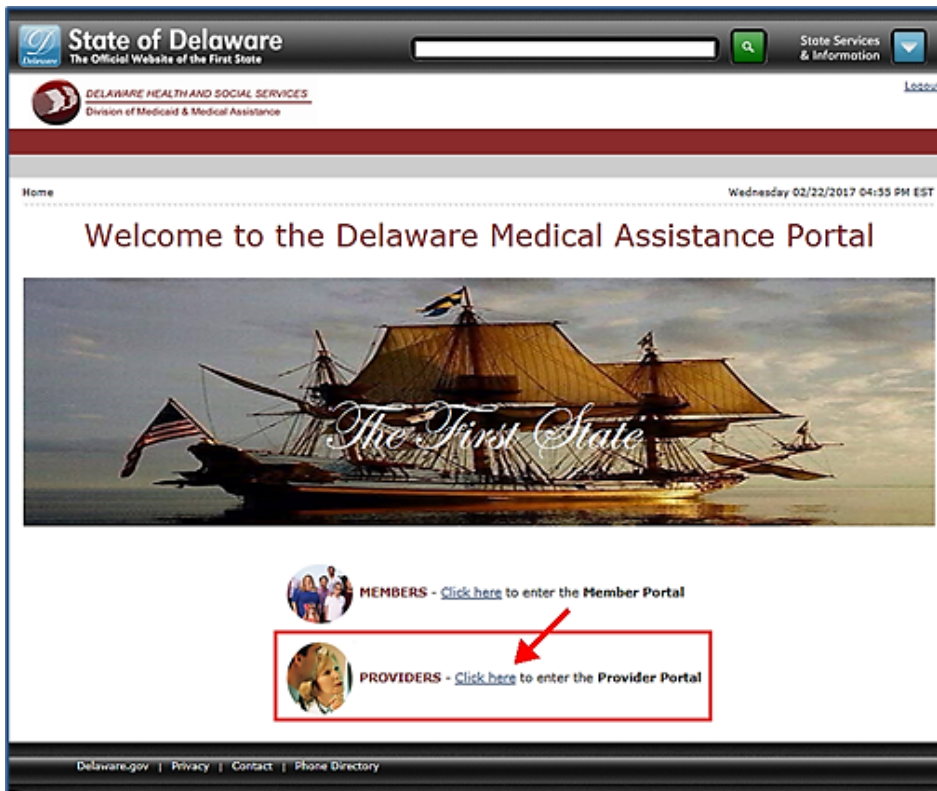 State of Delaware
The Official Website of the First State
Delaware
State Services
& Information
DELAWARE HEALTH AND SOCIAL SERVICES
Division of Medicaid & Medical Assistance
Logout
Home
Wednesday 02/22/2017 04:55 PM EST
Welcome to the Delaware Medical Assistance Portal
The First State
MEMBERS - Click here to enter the Member Portal
PROVIDERS - Click here to enter the Provider Portal
Delaware.gov | Privacy | Contact | Phone Directory